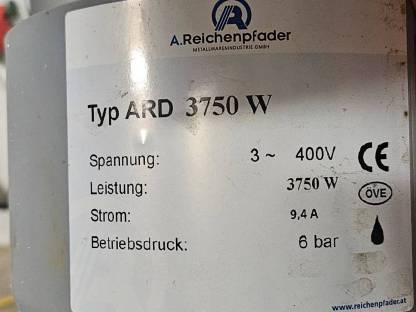 A.Reichenpfader
METALLWARENINDUSTRIE GMBH
Typ ARD 3750 W
Spannung: 3 ~ 400V CE
Leistung: 3750 W
ÖVE
Strom: 9,4 A
Betriebsdruck: 6 bar
www.reichenpfader.at